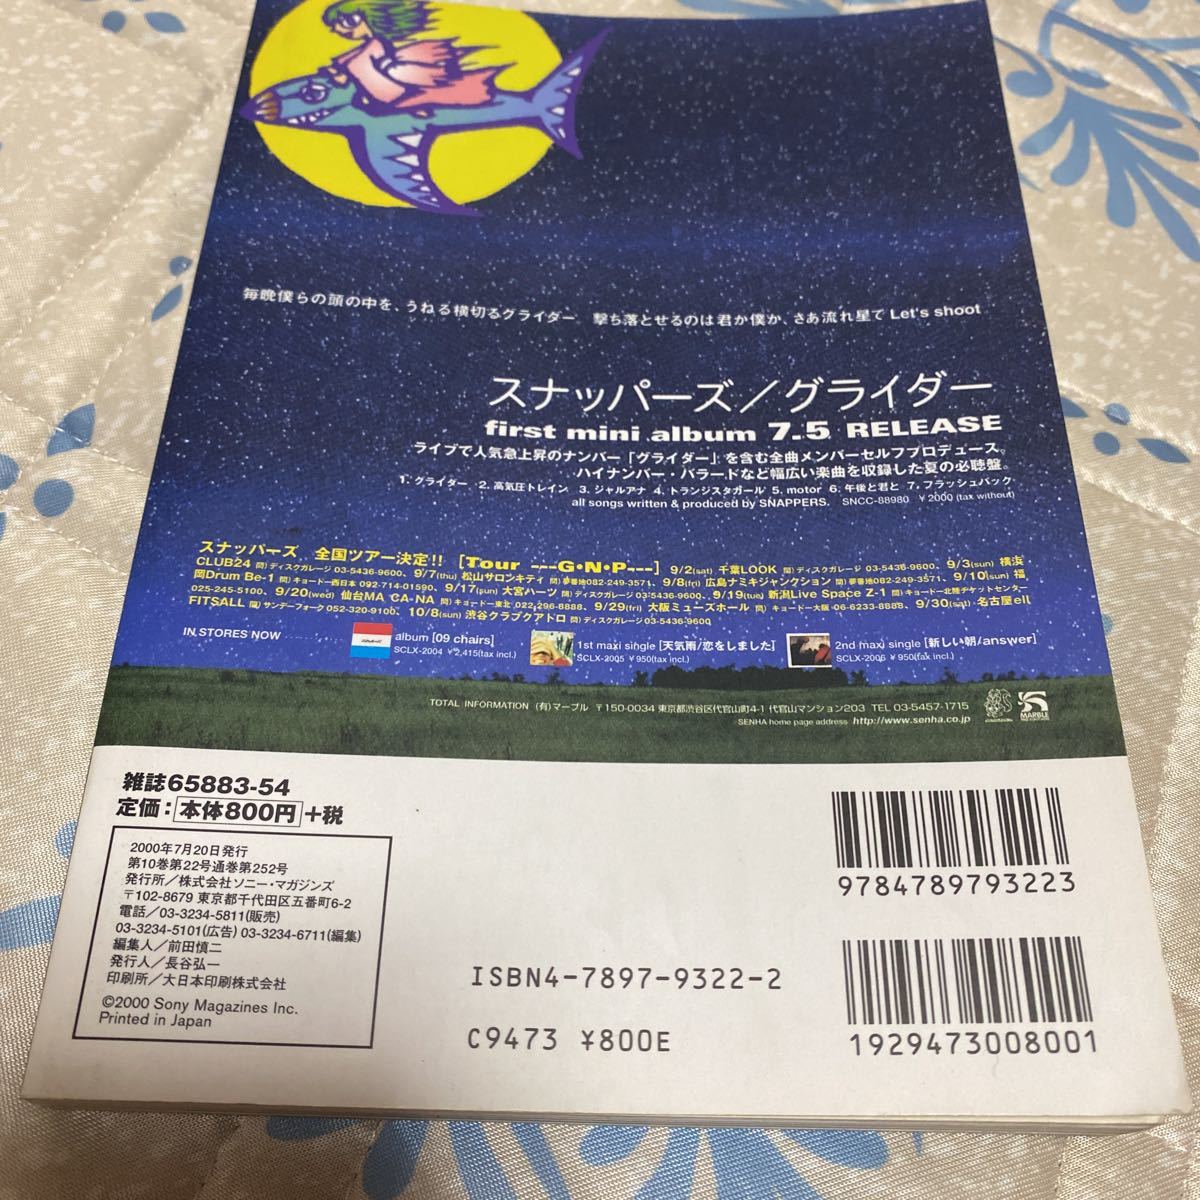 毎晩僕らの頭の中を、うねる横切るグライダー 撃ち落とせるのは君か僕か、さあ流れ星で Let's shoot
スナッパーズ／グライダー
first mini album 7.5 RELEASE
ライブで人気急上昇のナンバー「グライダー」を含む全曲メンバーセルフプロデュース。
ハイナンバー・バラードなど幅広い楽曲を収録した夏の必聴盤。
1. グライダー 2. 高気圧トレイン 3. ジャルアナ 4. トランジスタガール 5. motor 6. 午後と君と 7. フラッシュバック
all songs written & produced by SNAPPERS. SNCC-88980 ￥2000 (tax without)
スナッパーズ 全国ツアー決定!! [Tour ---G・N・P---] 9/2(sat) 千葉LOOK 問) ディスクガレージ 03-5436-9600、9/3(sun) 横浜
CLUB24 問) ディスクガレージ 03-5436-9600、9/7(thu) 松山サロンキティ 問) 夢番地082-249-3571、9/8(fri) 広島ナミキジャンクション 問) 夢番地082-249-3571、9/10(sun) 福
岡Drum Be-1 問) キョードー西日本 092-714-0159、9/17(sun) 大宮ハーツ 問) ディスクガレージ 03-5436-9600、9/19(tue) 新潟Live Space Z-1 問) キョードー北陸チケットセンター
025-245-5100、9/20(wed) 仙台MA・CA-NA 問) キョードー東北 022-296-8888、9/29(fri) 大阪ミューズホール 問) キョードー大阪 06-6233-8888、9/30(sat) 名古屋ell
FITSALL 問) サンデーフォーク 052-320-9100、10/8(sun) 渋谷クラブクアトロ 問) ディスクガレージ 03-5436-9600
IN STORES NOW
album [09 chairs]
SCLX-2004 ￥2,415(tax incl.)
1st maxi single [天気雨/恋をしました]
SCLX-2005 ￥950(tax incl.)
2nd maxi single [新しい朝/answer]
SCLX-2006 ￥950(tax incl.)
TOTAL INFORMATION (有)マーブル 〒150-0034 東京都渋谷区代官山町4-1 代官山マンション203 TEL 03-5457-1715
SENHA home page address http://www.senha.co.jp
MARBLE
雑誌65883-54
定価：本体800円+税
2000年7月20日発行
第10巻第22号通巻第252号
発行所／株式会社ソニー・マガジンズ
〒102-8679 東京都千代田区五番町6-2
電話／03-3234-5811(販売)
03-3234-5101(広告) 03-3234-6711(編集)
編集人／前田慎二
発行人／長谷弘一
印刷所／大日本印刷株式会社
©2000 Sony Magazines Inc.
Printed in Japan
9784789793223
ISBN4-7897-9322-2
C9473 ¥800E
1929473008001